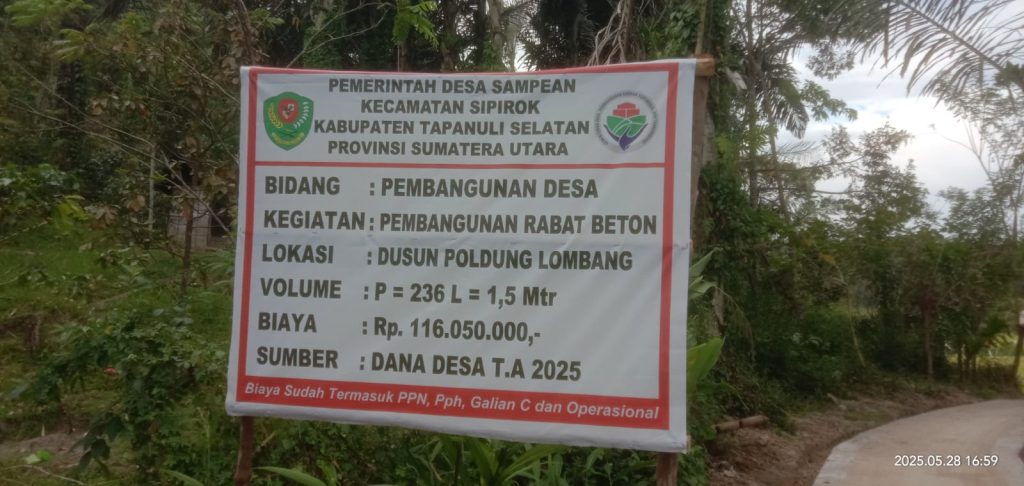 PEMERINTAH DESA SAMPEAN
KECAMATAN SIPIROK
KABUPATEN TAPANULI SELATAN
PROVINSI SUMATERA UTARA
BIDANG : PEMBANGUNAN DESA
KEGIATAN : PEMBANGUNAN RABAT BETON
LOKASI : DUSUN POLDUNG LOMBANG
VOLUME : P = 236 L = 1,5 Mtr
BIAYA : Rp. 116.050.000,-
SUMBER : DANA DESA T.A 2025
Biaya Sudah Termasuk PPN, Pph, Galian C dan Operasional
2025.05.28 16:59